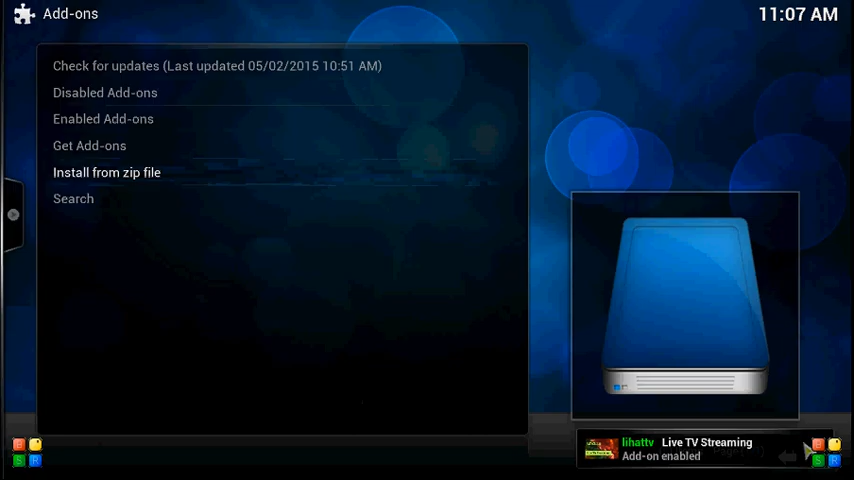 Add-ons
11:07 AM
Check for updates (Last updated 05/02/2015 10:51 AM)
Disabled Add-ons
Enabled Add-ons
Get Add-ons
Install from zip file
Search
lihattv Live TV Streaming
Add-on enabled